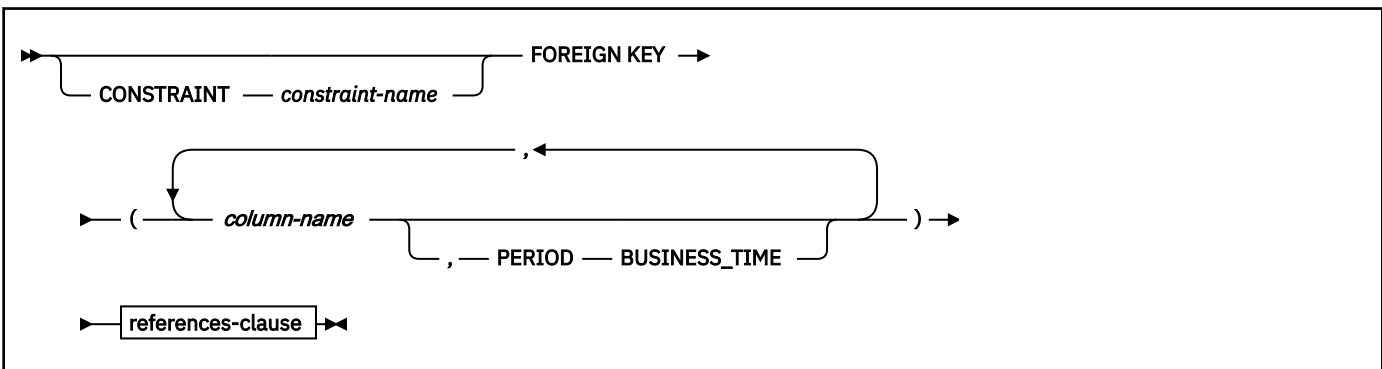 FOREIGN KEY
CONSTRAINT constraint-name
,
( column-name )
, PERIOD BUSINESS_TIME
references-clause